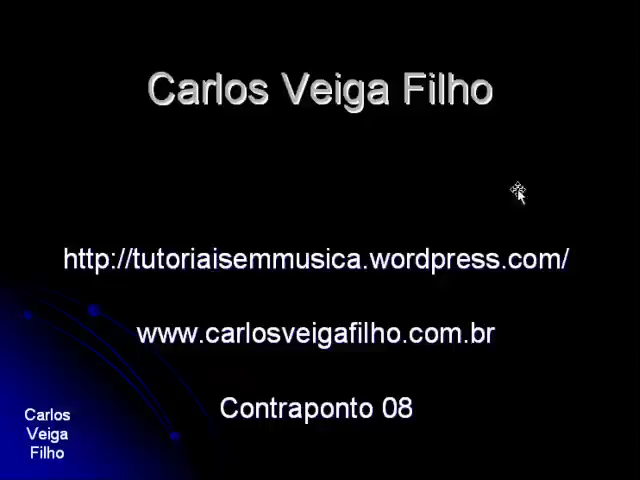 Carlos Veiga Filho
http://tutoriaisemmusica.wordpress.com/
www.carlosveigafilho.com.br
Contraponto 08
Carlos
Veiga
Filho